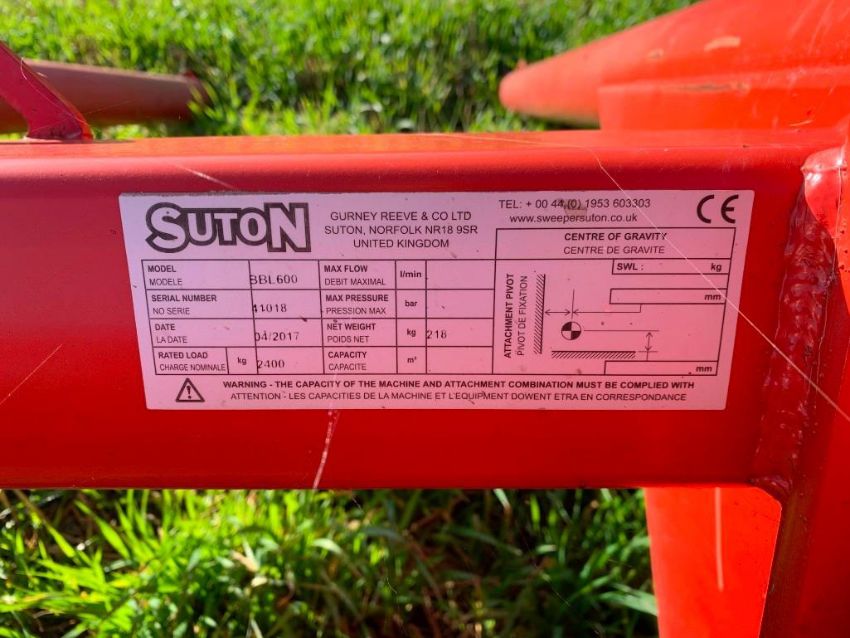 SUTON
GURNEY REEVE & CO LTD
SUTON, NORFOLK NR18 9SR
UNITED KINGDOM
TEL: + 00 44 (0) 1953 603303
www.sweepersuton.co.uk
CE
MODEL
MODELE
BBL600
MAX FLOW
DEBIT MAXIMAL
l/min
SERIAL NUMBER
NO SERIE
41018
MAX PRESSURE
PRESSION MAX
bar
DATE
LA DATE
04/2017
NET WEIGHT
POIDS NET
kg
218
RATED LOAD
CHARGE NOMINALE
kg
2400
CAPACITY
CAPACITE
m³
CENTRE OF GRAVITY
CENTRE DE GRAVITE
ATTACHMENT PIVOT
PIVOT DE FIXATION
SWL: kg
mm
mm
WARNING - THE CAPACITY OF THE MACHINE AND ATTACHMENT COMBINATION MUST BE COMPLIED WITH
ATTENTION - LES CAPACITIES DE LA MACHINE ET L'EQUIPMENT DOWENT ETRA EN CORRESPONDANCE